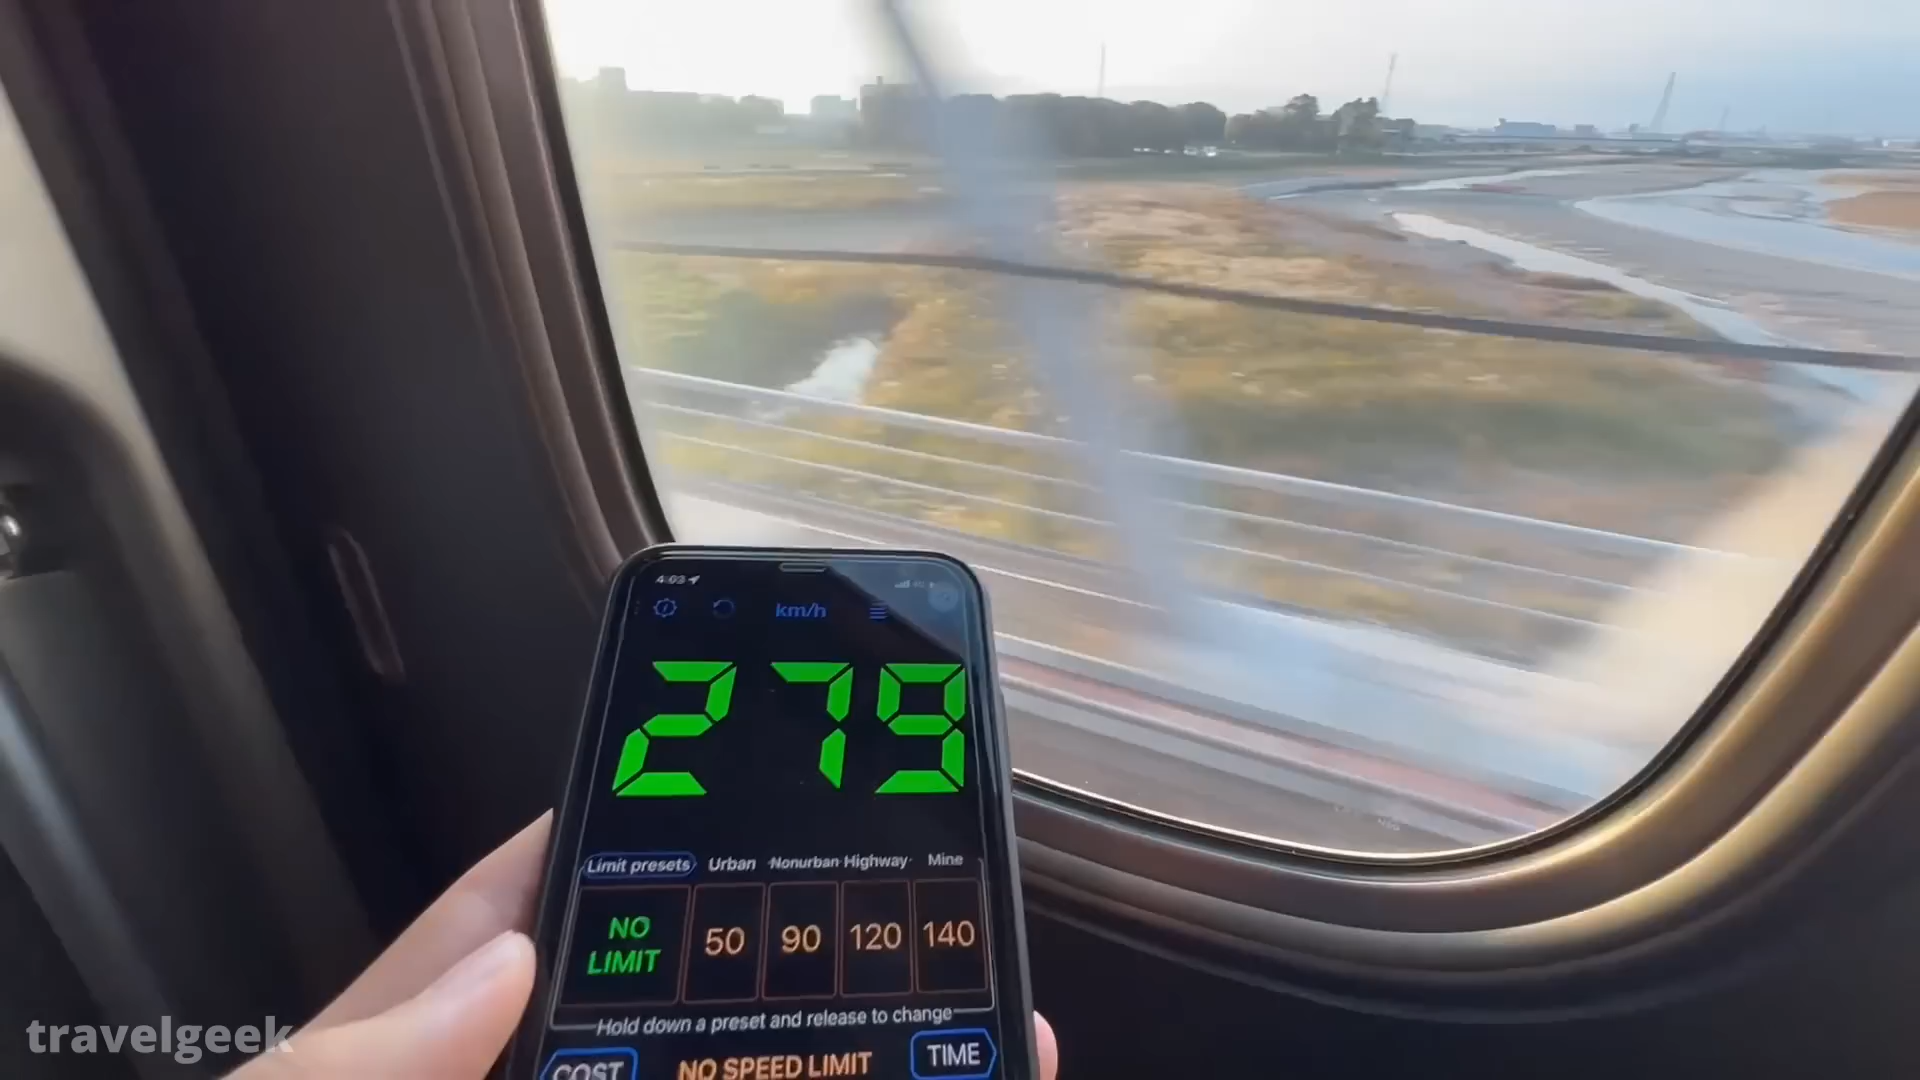 4:03
km/h
279
Limit presets Urban Nonurban Highway Mine
NO LIMIT 50 90 120 140
Hold down a preset and release to change
COST NO SPEED LIMIT TIME
travelgeek